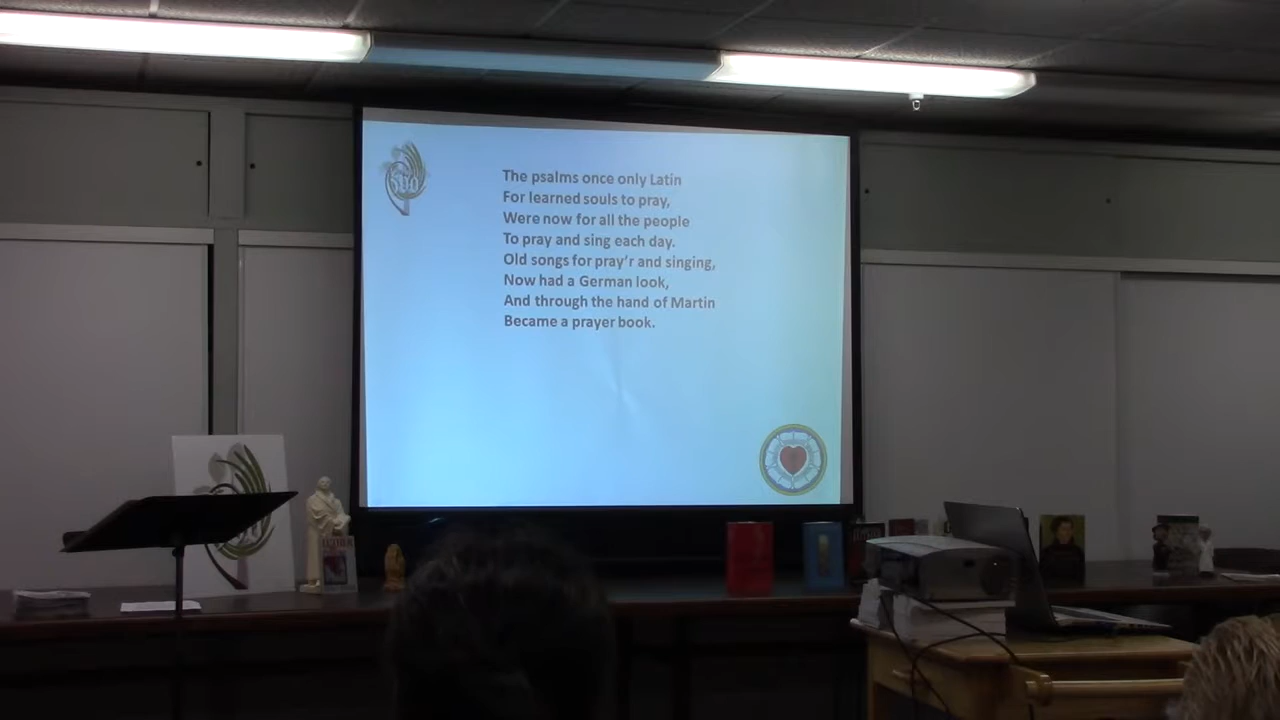 The psalms once only Latin
For learned souls to pray,
Were now for all the people
To pray and sing each day.
Old songs for pray'r and singing,
Now had a German look,
And through the hand of Martin
Became a prayer book.
500
LUTHER